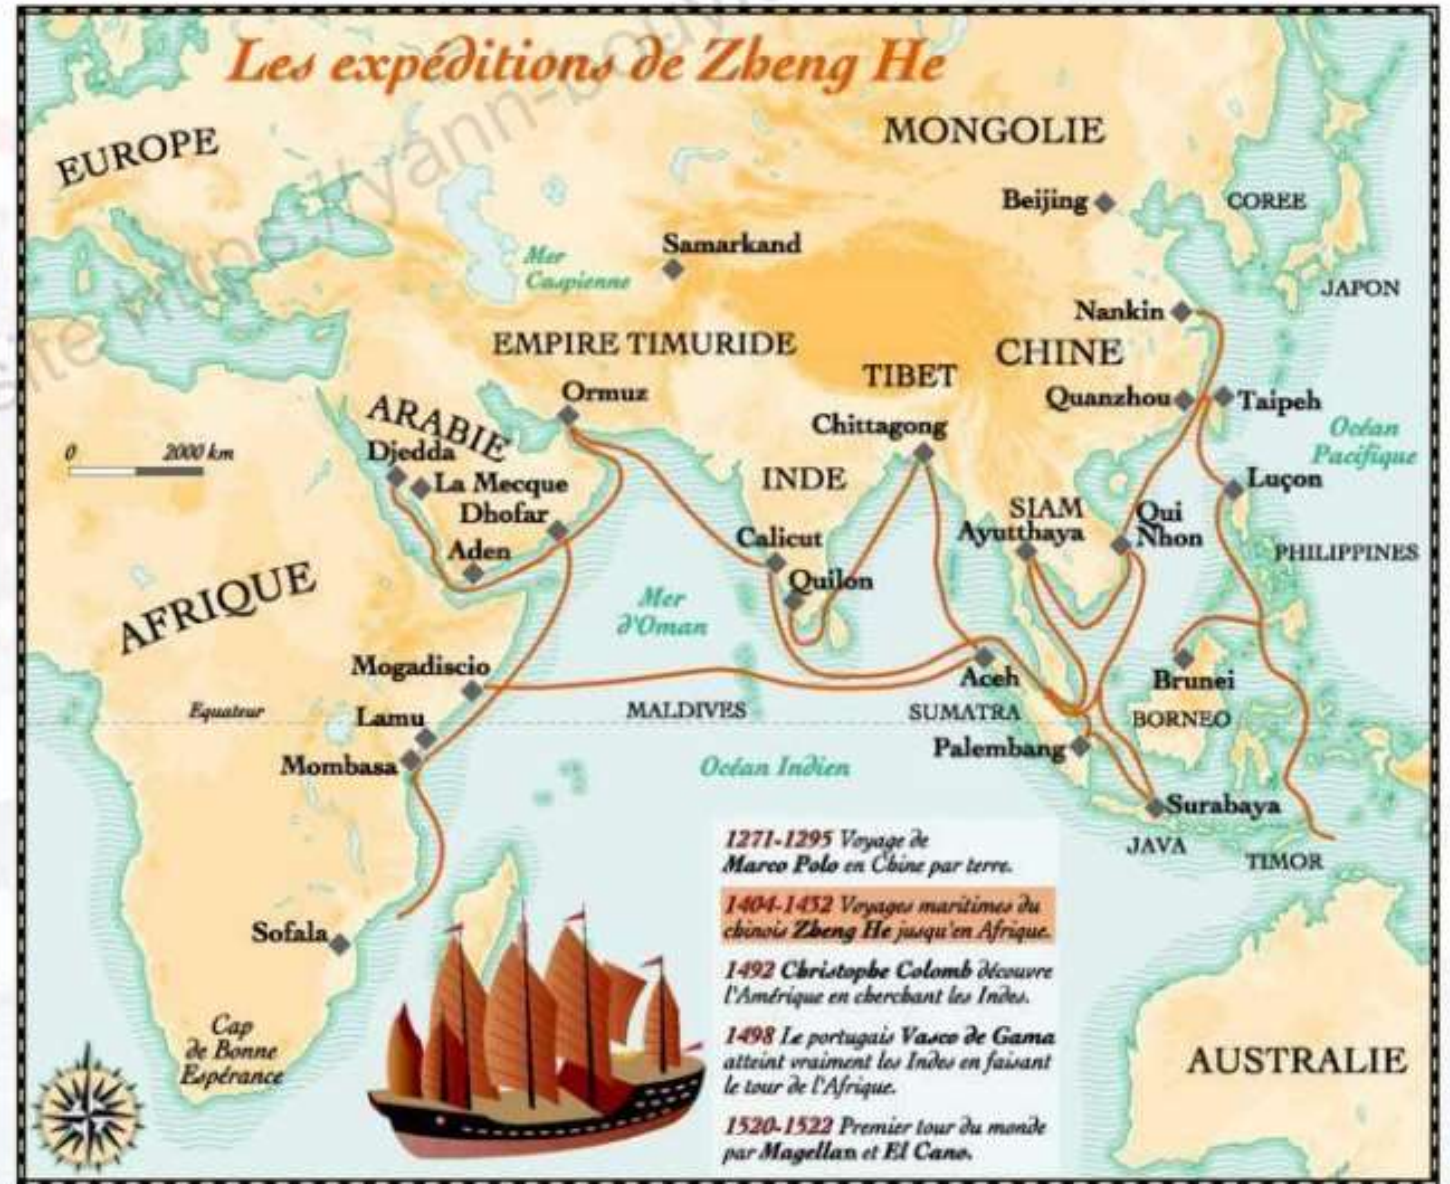 Les expéditions de Zheng He
EUROPE
MONGOLIE
Beijing
COREE
Samarkand
Mer
Caspienne
JAPON
Nankin
EMPIRE TIMURIDE
CHINE
TIBET
Ormuz
Quanzhou
Taipeh
ARABIE
Chittagong
Océan
Pacifique
0 2000 km
Djedda
La Mecque
INDE
Luçon
Dhofar
SIAM
Ayutthaya
Qui
Nhon
Aden
Calicut
PHILIPPINES
Quilon
AFRIQUE
Mer
d'Oman
Mogadiscio
Aceh
Brunei
Equateur
Lamu
MALDIVES
SUMATRA
BORNEO
Mombasa
Océan Indien
Palembang
Surabaya
JAVA
TIMOR
1271-1295 Voyage de
Marco Polo en Chine par terre.
1404-1432 Voyages maritimes du
chinois Zheng He jusqu'en Afrique.
Sofala
1492 Christophe Colomb découvre
l'Amérique en cherchant les Indes.
Cap
de Bonne
Espérance
1498 Le portugais Vasco de Gama
atteint vraiment les Indes en faisant
le tour de l'Afrique.
AUSTRALIE
1520-1522 Premier tour du monde
par Magellan et El Cano.